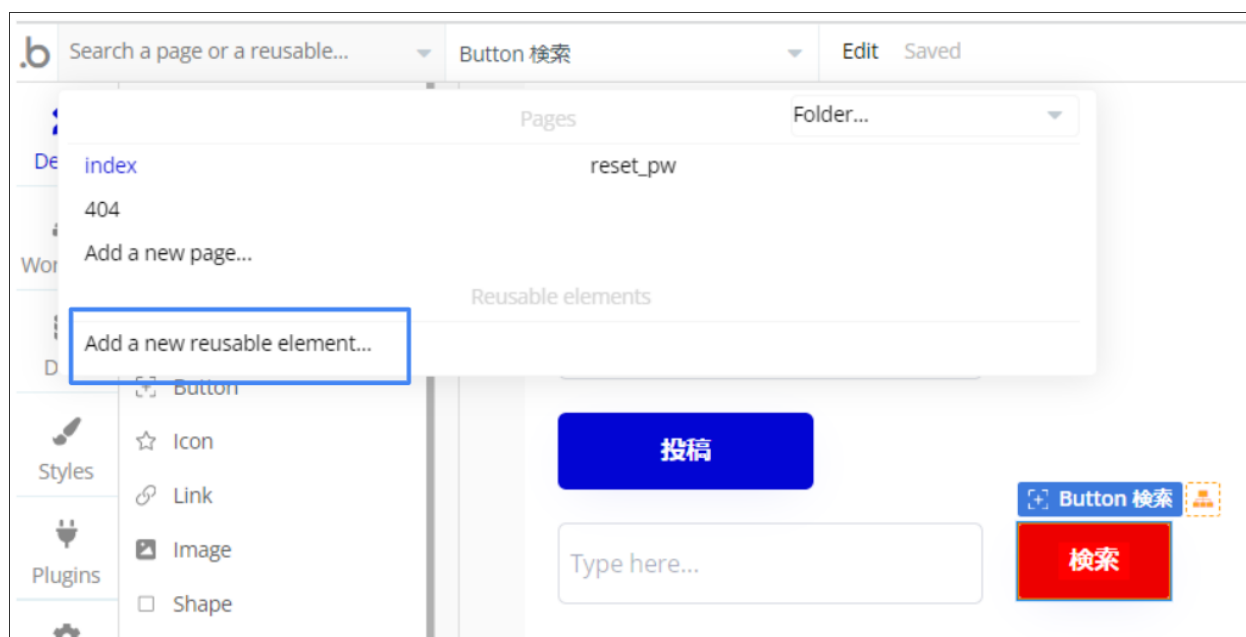 .b Search a page or a reusable... Button 検索 Edit Saved
Pages Folder...
De
index reset_pw
404
Wor
Add a new page...
Reusable elements
Add a new reusable element...
D
Button
Icon
投稿
Styles
Link
Button 検索
Image
Type here...
検索
Plugins
Shape